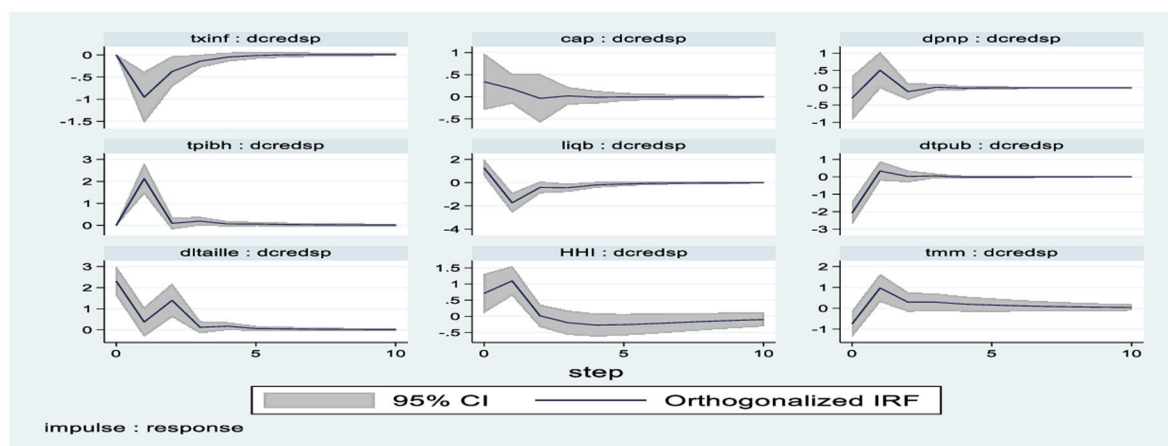 txinf : dcredsp
cap : dcredsp
dpnp : dcredsp
0
-.5
-1
-1.5
1
.5
0
-.5
1
.5
0
-.5
-1
tpibh : dcredsp
liqb : dcredsp
dtpub : dcredsp
3
2
1
0
2
0
-2
-4
1
0
-1
-2
-3
dltaille : dcredsp
HHI : dcredsp
tmm : dcredsp
3
2
1
0
1.5
1
.5
0
-.5
2
1
0
-1
0 5 10
0 5 10
0 5 10
step
95% CI
Orthogonalized IRF
impulse : response